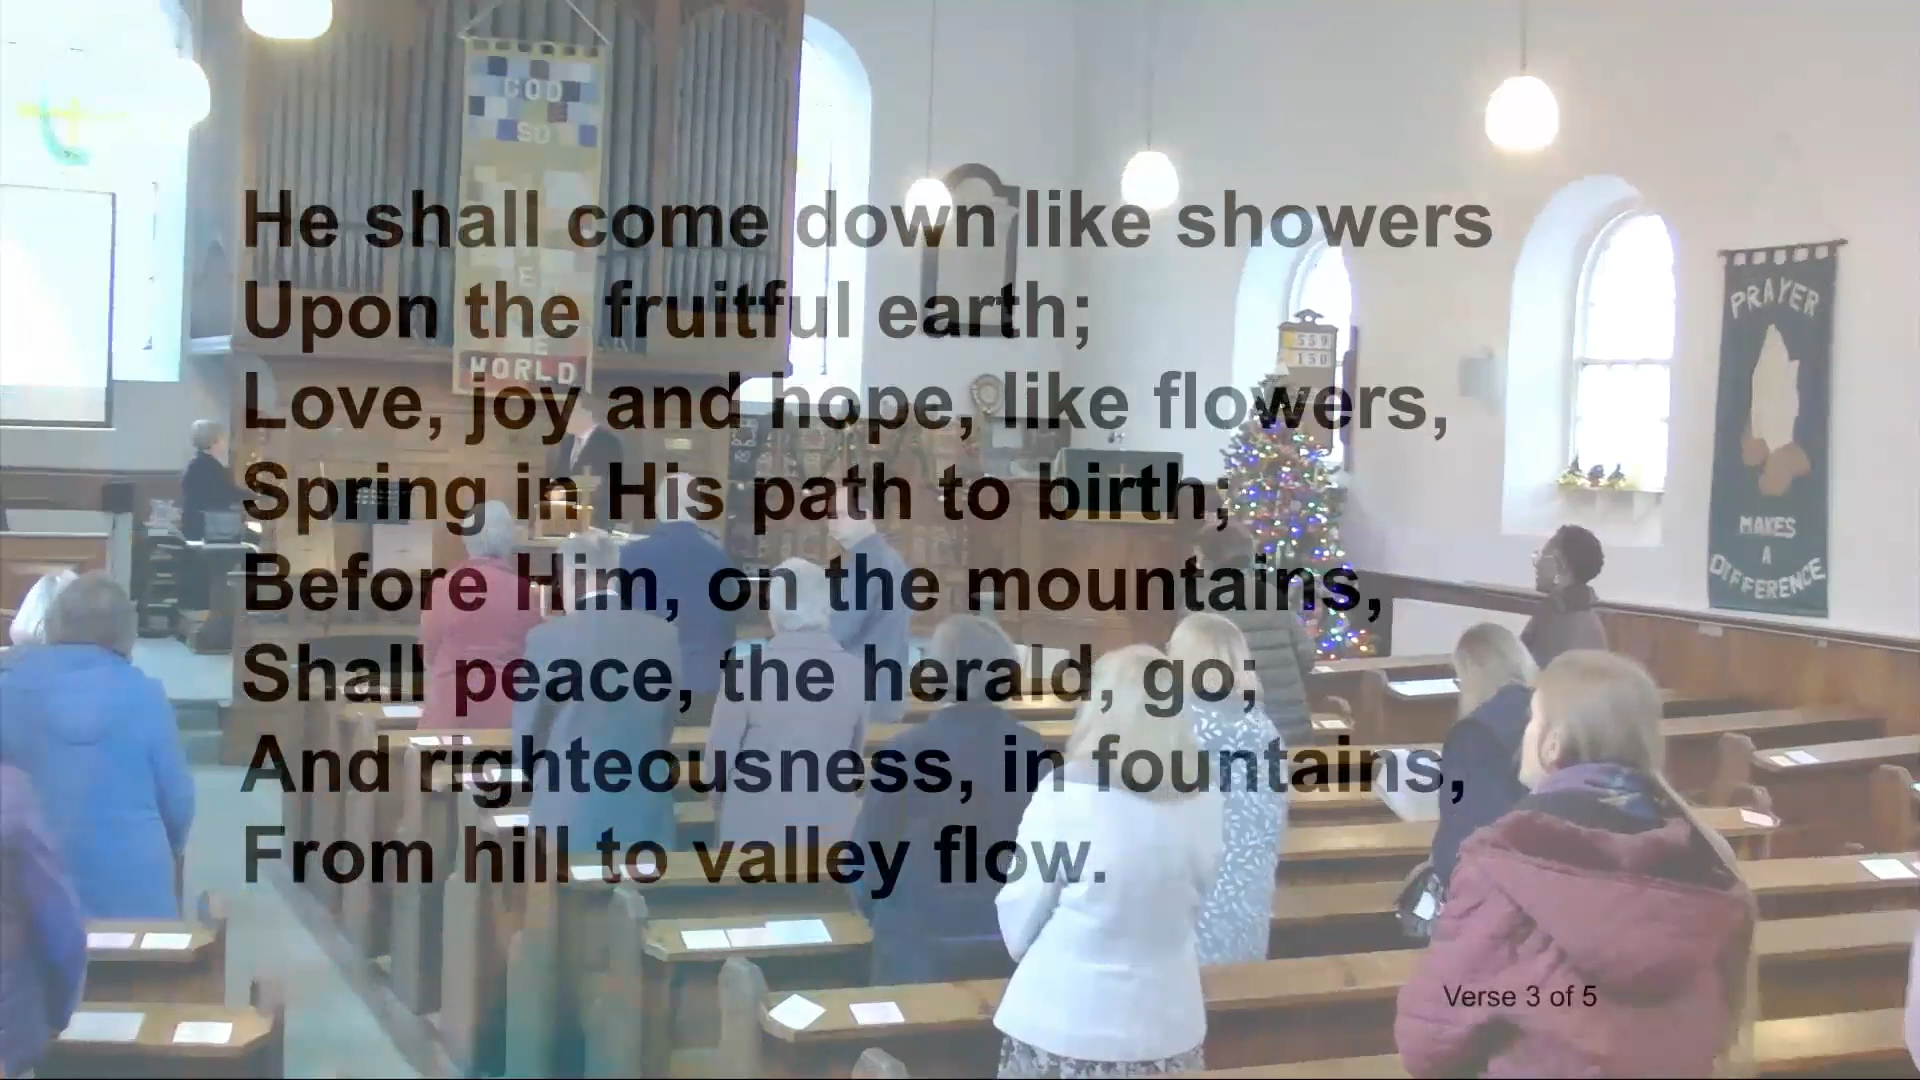 GOD
SO
WORLD
He shall come down like showers
Upon the fruitful earth;
Love, joy and hope, like flowers,
Spring in His path to birth;
Before Him, on the mountains,
Shall peace, the herald, go;
And righteousness, in fountains,
From hill to valley flow.
559
150
PRAYER
MAKES
A
DIFFERENCE
Verse 3 of 5